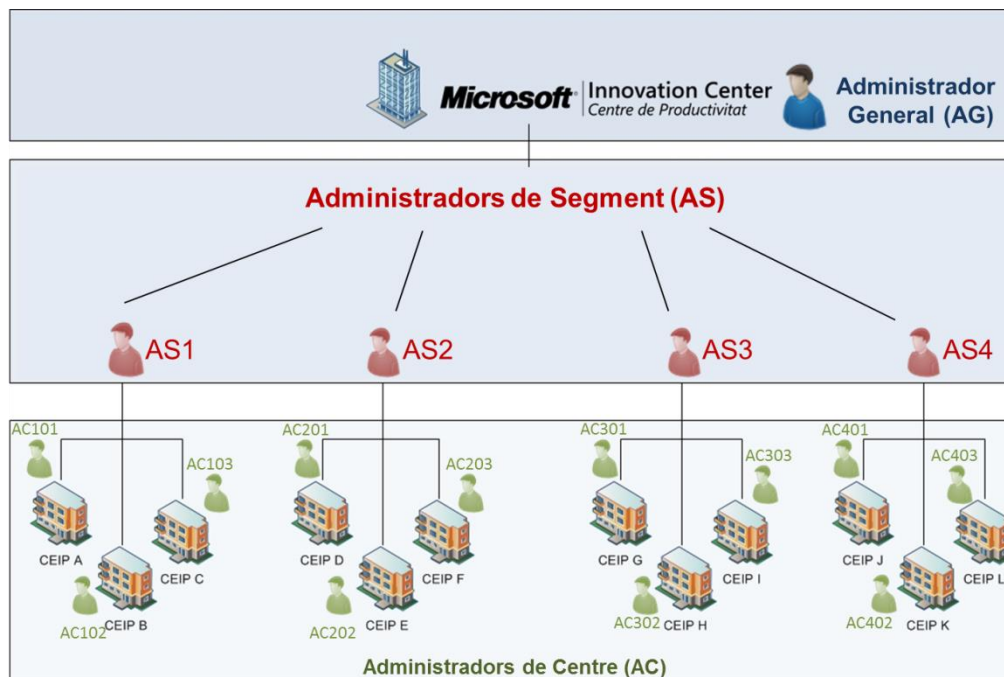 Microsoft | Innovation Center
Centre de Productivitat
Administrador
General (AG)
Administradors de Segment (AS)
AS1
AS2
AS3
AS4
AC101
AC103
CEIP A
CEIP C
AC102
CEIP B
AC201
AC203
CEIP D
CEIP F
AC202
CEIP E
AC301
AC303
CEIP G
CEIP I
AC302
CEIP H
AC401
AC403
CEIP J
CEIP L
AC402
CEIP K
Administradors de Centre (AC)